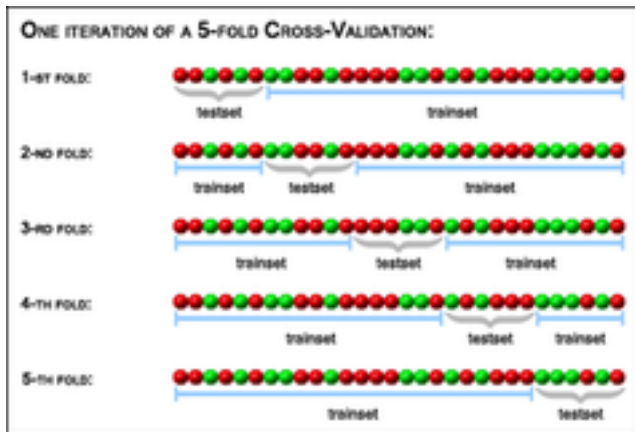 ONE ITERATION OF A 5-FOLD CROSS-VALIDATION:
1-ST FOLD:
testset trainset
2-ND FOLD:
trainset testset trainset
3-RD FOLD:
trainset testset trainset
4-TH FOLD:
trainset testset trainset
5-TH FOLD:
trainset testset